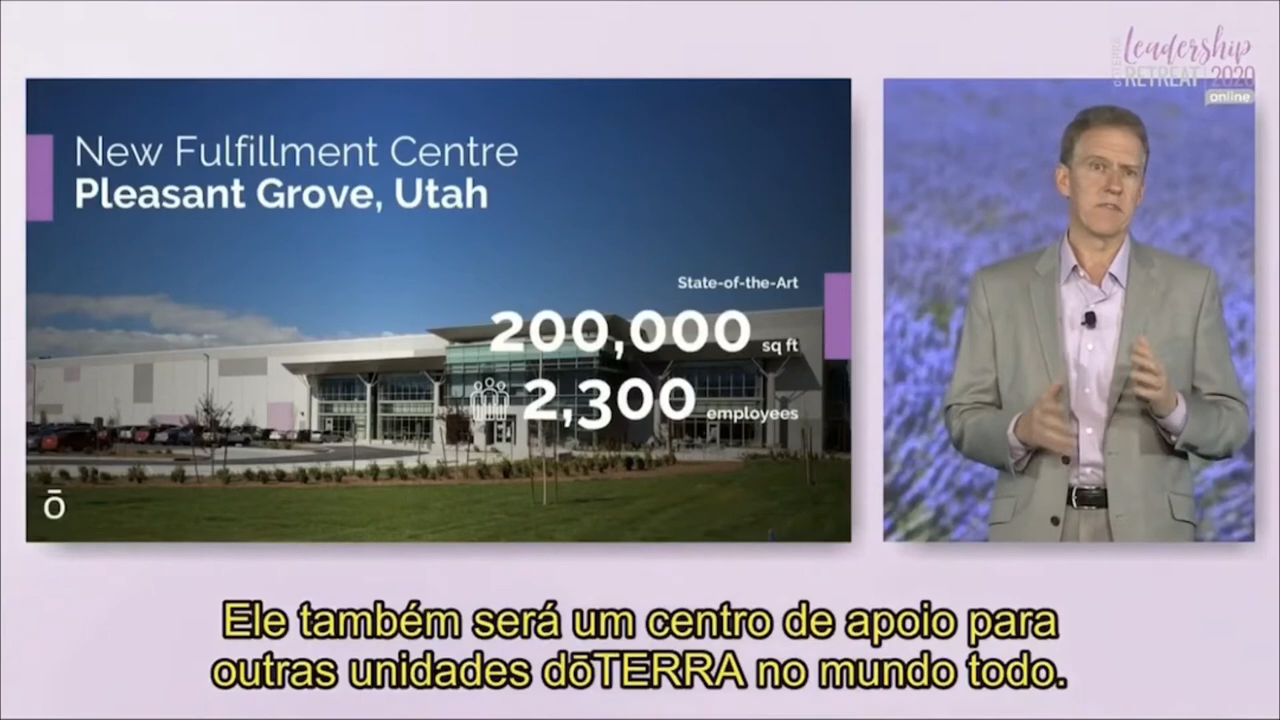 Leadership
dōTERRA
RETREAT | 2020
online
New Fulfillment Centre
Pleasant Grove, Utah
State-of-the-Art
200,000 sq ft
2,300 employees
ō
Ele também será um centro de apoio para
outras unidades dōTERRA no mundo todo.